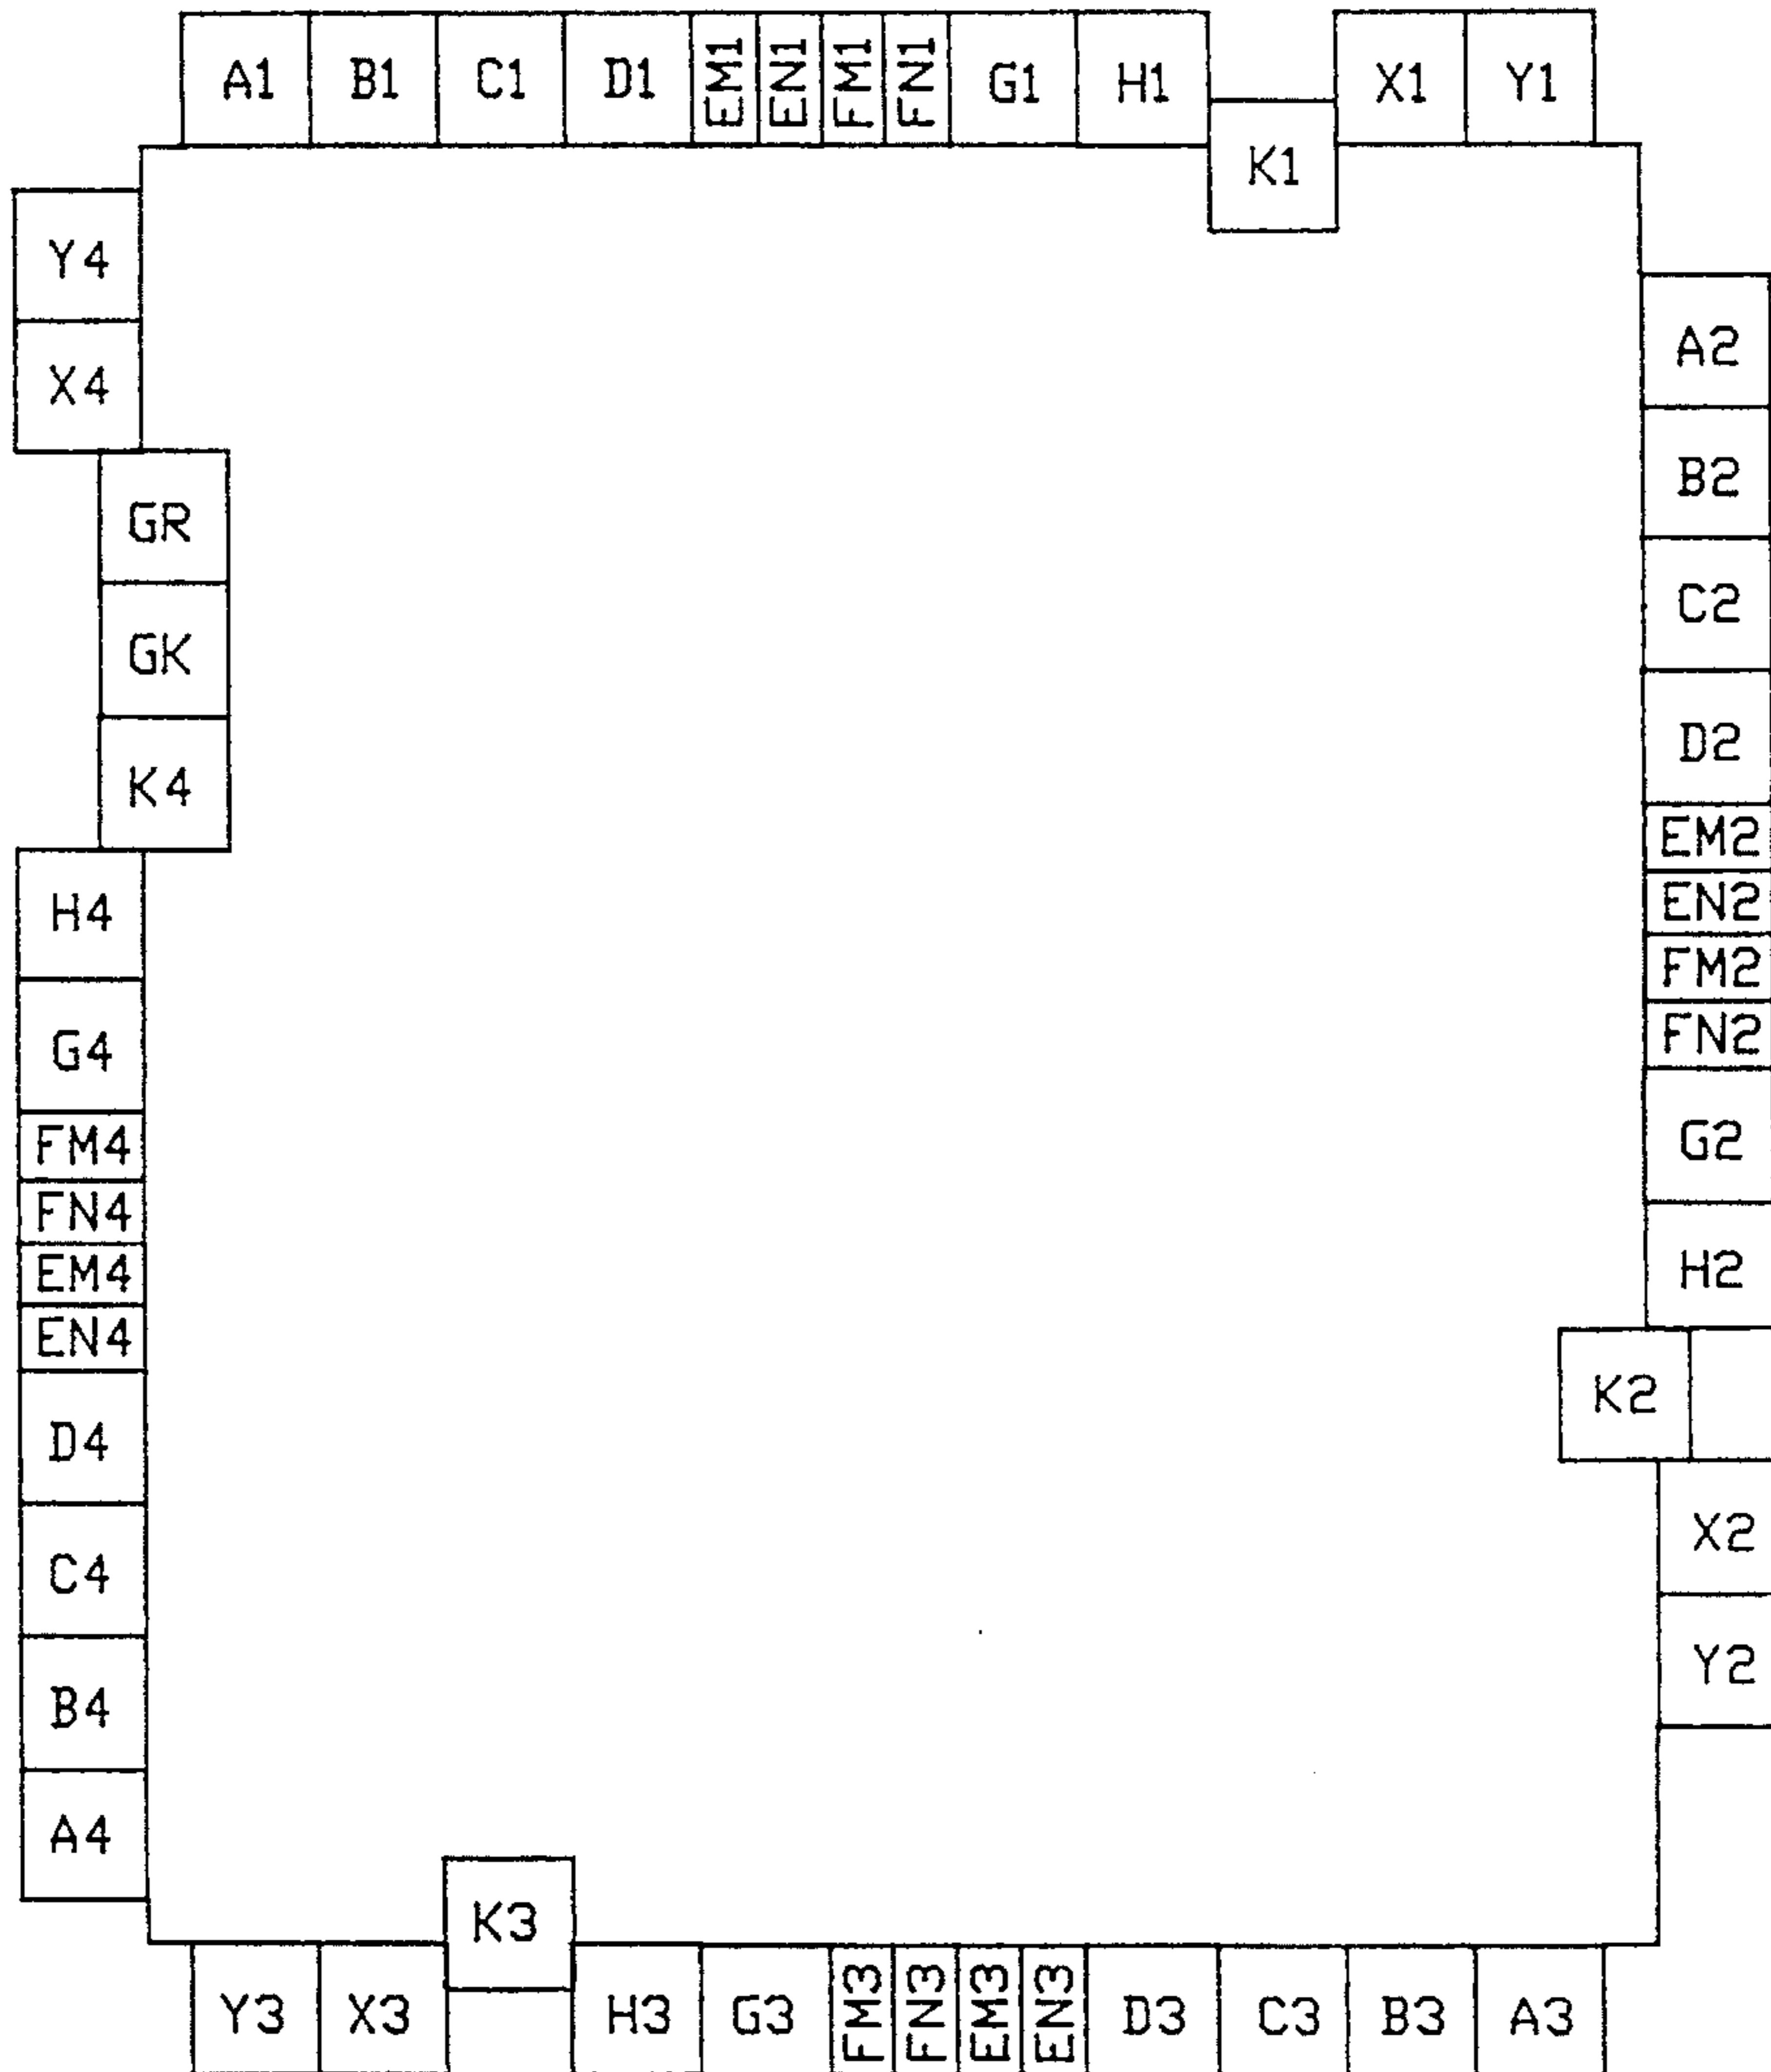 A1 B1 C1 D1 EM1 EN1 FM1 FN1 G1 H1 X1 Y1
K1
Y4
X4
GR
GK
K4
H4
G4
FM4
FN4
EM4
EN4
D4
C4
B4
A4
A2
B2
C2
D2
EM2
EN2
FM2
FN2
G2
H2
K2
X2
Y2
K3
Y3 X3 H3 G3 FM3 FN3 EM3 EN3 D3 C3 B3 A3